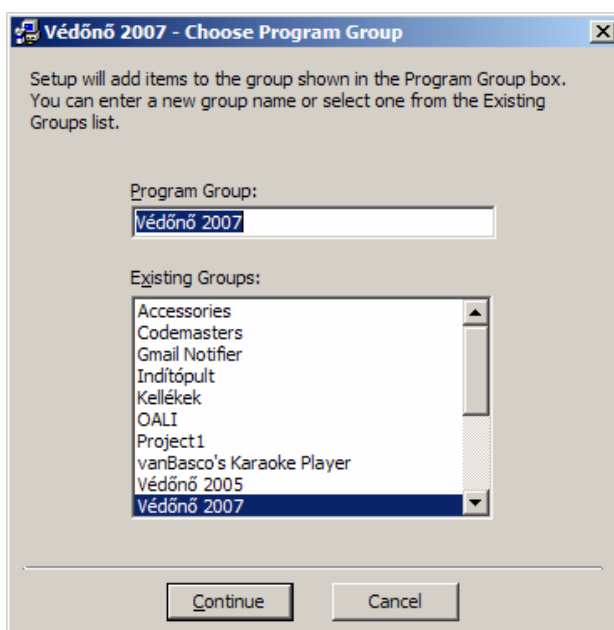 Védőnő 2007 - Choose Program Group
Setup will add items to the group shown in the Program Group box.
You can enter a new group name or select one from the Existing
Groups list.
Program Group:
Védőnő 2007
Existing Groups:
Accessories
Codemasters
Gmail Notifier
Indítópult
Kellékek
OALI
Project1
vanBasco's Karaoke Player
Védőnő 2005
Védőnő 2007
Continue
Cancel